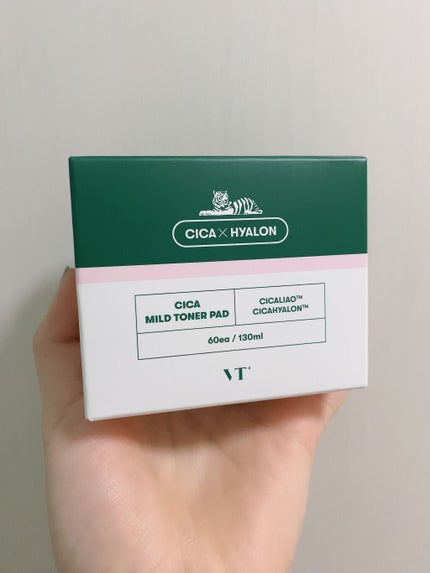 CICA × HYALON
CICA
MILD TONER PAD
CICALIAO™
CICAHYALON™
60ea / 130ml
VT®